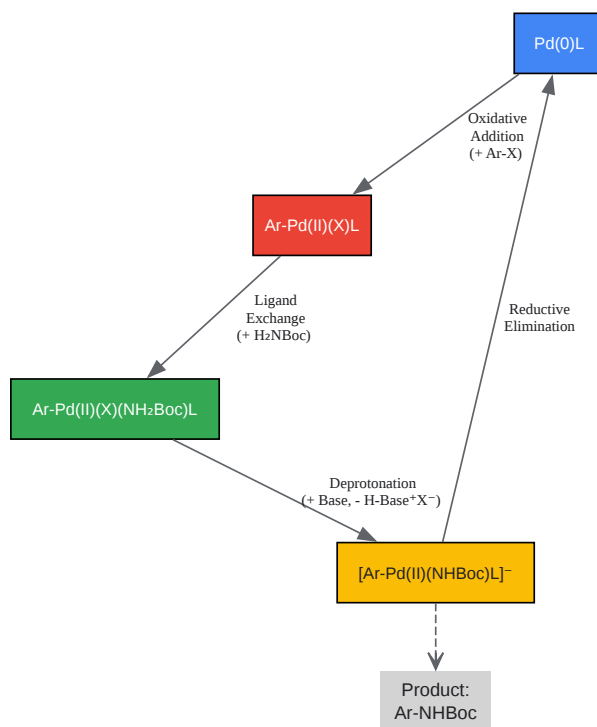 Pd(0)L
Oxidative
Addition
(+ Ar-X)
Ar-Pd(II)(X)L
Ligand
Exchange
(+ H₂NBoc)
Reductive
Elimination
Ar-Pd(II)(X)(NH₂Boc)L
Deprotonation
(+ Base, - H-Base⁺X⁻)
[Ar-Pd(II)(NHBoc)L]⁻
Product:
Ar-NHBoc